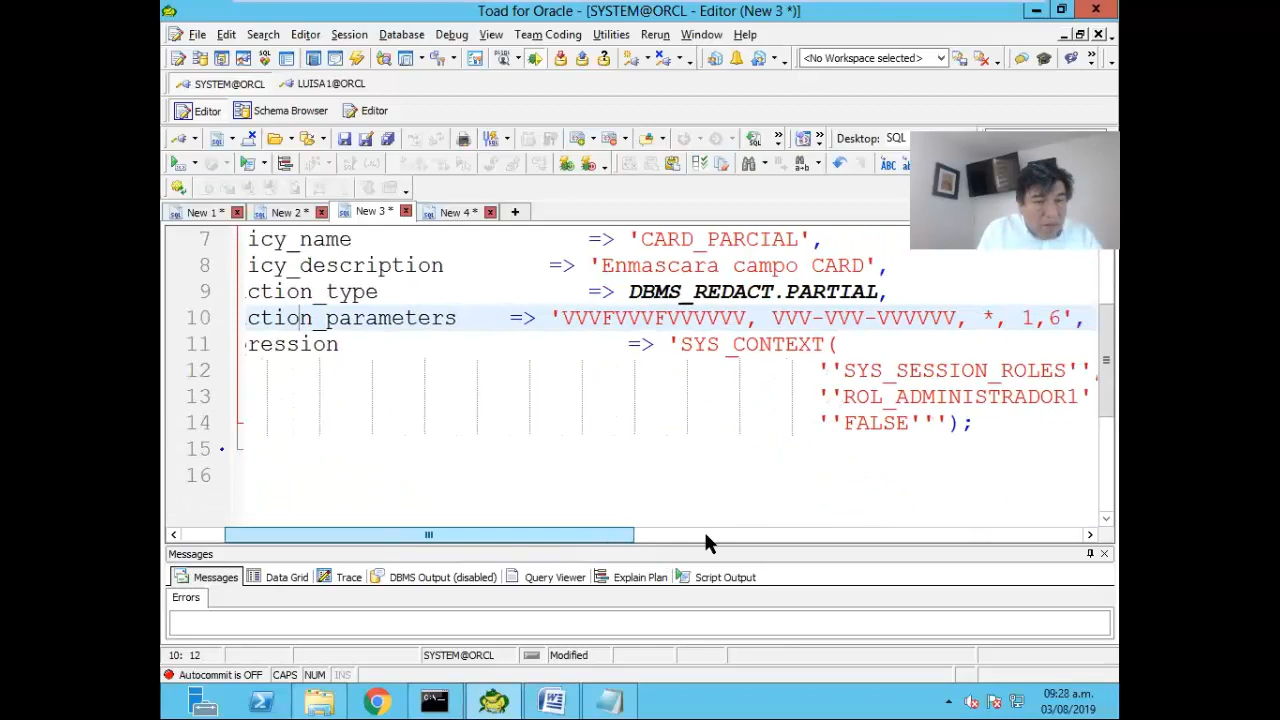 Toad for Oracle - [SYSTEM@ORCL - Editor (New 3 *)]
File Edit Search Editor Session Database Debug View Team Coding Utilities Rerun Window Help
<No Workspace selected>
SYSTEM@ORCL LUISA1@ORCL
Editor Schema Browser Editor
Desktop: SQL
New 1 * New 2 * New 3 * New 4 *
7 icy_name => 'CARD_PARCIAL',
8 icy_description => 'Enmascara campo CARD',
9 ction_type => DBMS_REDACT.PARTIAL,
10 ction_parameters => 'VVVFVVVFVVVVVV, VVV-VVV-VVVVVV, *, 1,6',
11 ression => 'SYS_CONTEXT(
12 ''SYS_SESSION_ROLES'',
13 ''ROL_ADMINISTRADOR1'
14 ''FALSE''');
15
16
Messages
Messages Data Grid Trace DBMS Output (disabled) Query Viewer Explain Plan Script Output
Errors
10: 12 SYSTEM@ORCL Modified
Autocommit is OFF CAPS NUM INS
09:28 a.m.
03/08/2019